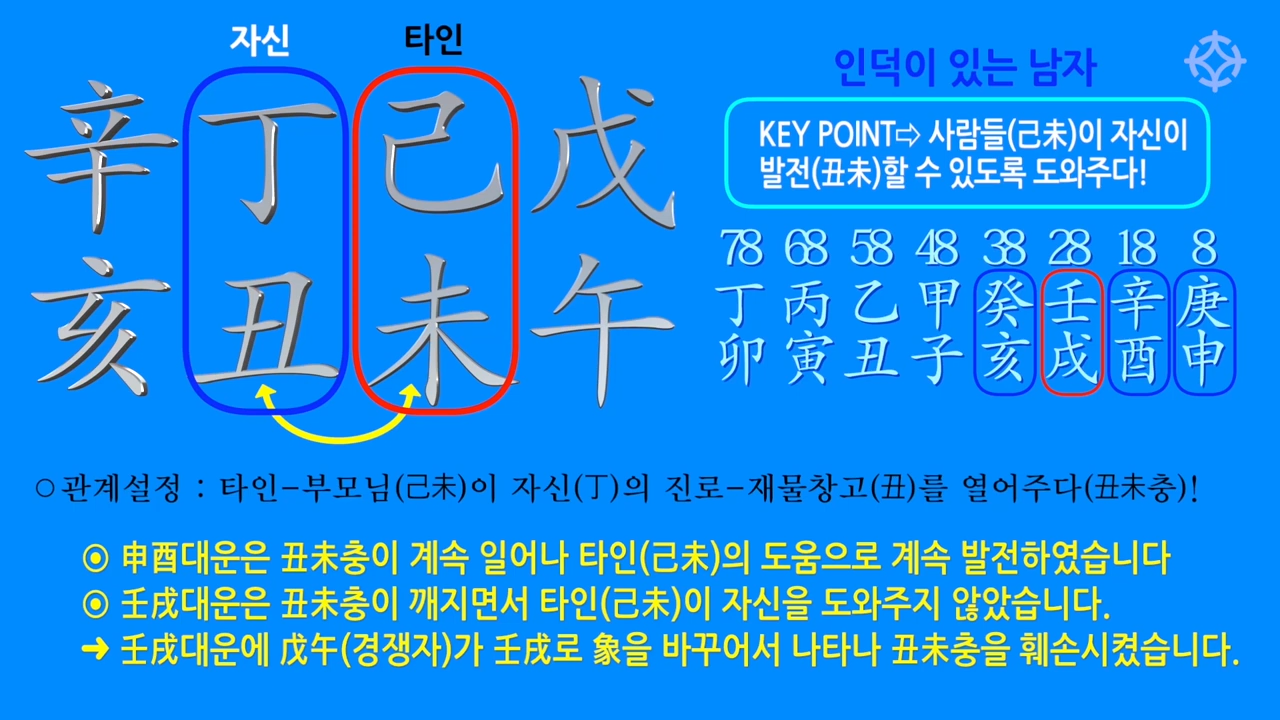 자신 타인
辛 丁 己 戊
亥 丑 未 午
인덕이 있는 남자
KEY POINT⇨ 사람들(己未)이 자신이
발전(丑未)할 수 있도록 도와주다!
78 68 58 48 38 28 18 8
丁 丙 乙 甲 癸 壬 辛 庚
卯 寅 丑 子 亥 戌 酉 申
○관계설정 : 타인-부모님(己未)이 자신(丁)의 진로-재물창고(丑)를 열어주다(丑未충)!
⊙ 申酉대운은 丑未충이 계속 일어나 타인(己未)의 도움으로 계속 발전하였습니다
⊙ 壬戌대운은 丑未충이 깨지면서 타인(己未)이 자신을 도와주지 않았습니다.
➜ 壬戌대운에 戊午(경쟁자)가 壬戌로 象을 바꾸어서 나타나 丑未충을 훼손시켰습니다.